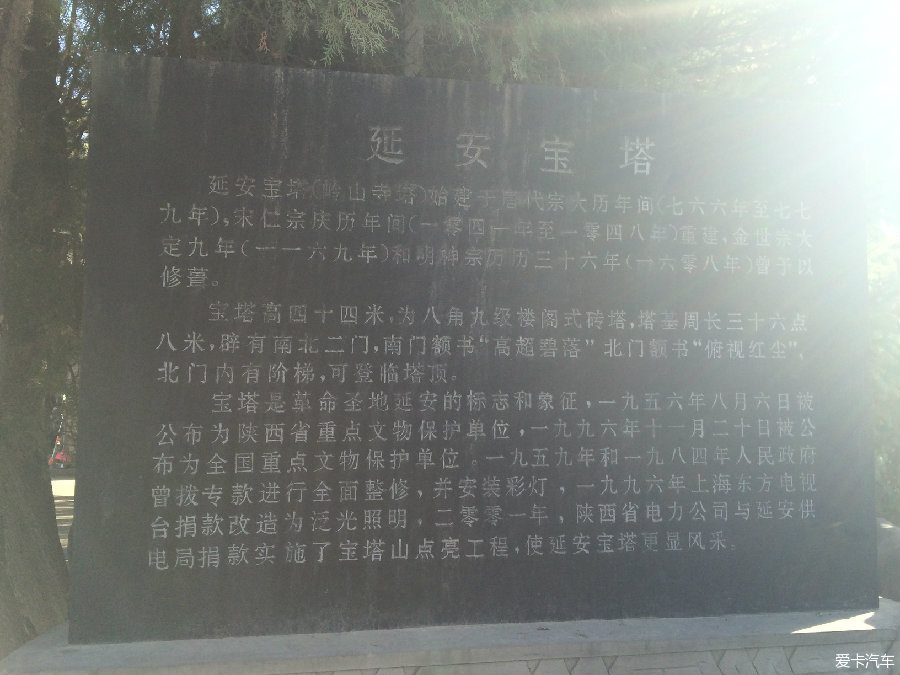 延安宝塔
延安宝塔(岭山寺塔)始建于唐代宗大历年间(七六六年至七七
九年),宋仁宗庆历年间(一零四一年至一零四八年)重建,金世宗大
定九年(一一六九年)和明神宗万历三十六年(一六零八年)曾予以
修葺。
宝塔高四十四米,为八角九级楼阁式砖塔,塔基周长三十六点
八米,辟有南北二门,南门额书“高超碧落”北门额书“俯视红尘”,
北门内有阶梯,可登临塔顶。
宝塔是革命圣地延安的标志和象征,一九五六年八月六日被
公布为陕西省重点文物保护单位,一九九六年十一月二十日被公
布为全国重点文物保护单位。一九五九年和一九八四年人民政府
曾拨专款进行全面整修,并安装彩灯,一九九六年上海东方电视
台捐款改造为泛光照明,二零零一年,陕西省电力公司与延安供
电局捐款实施了宝塔山点亮工程,使延安宝塔更显风采。
爱卡汽车